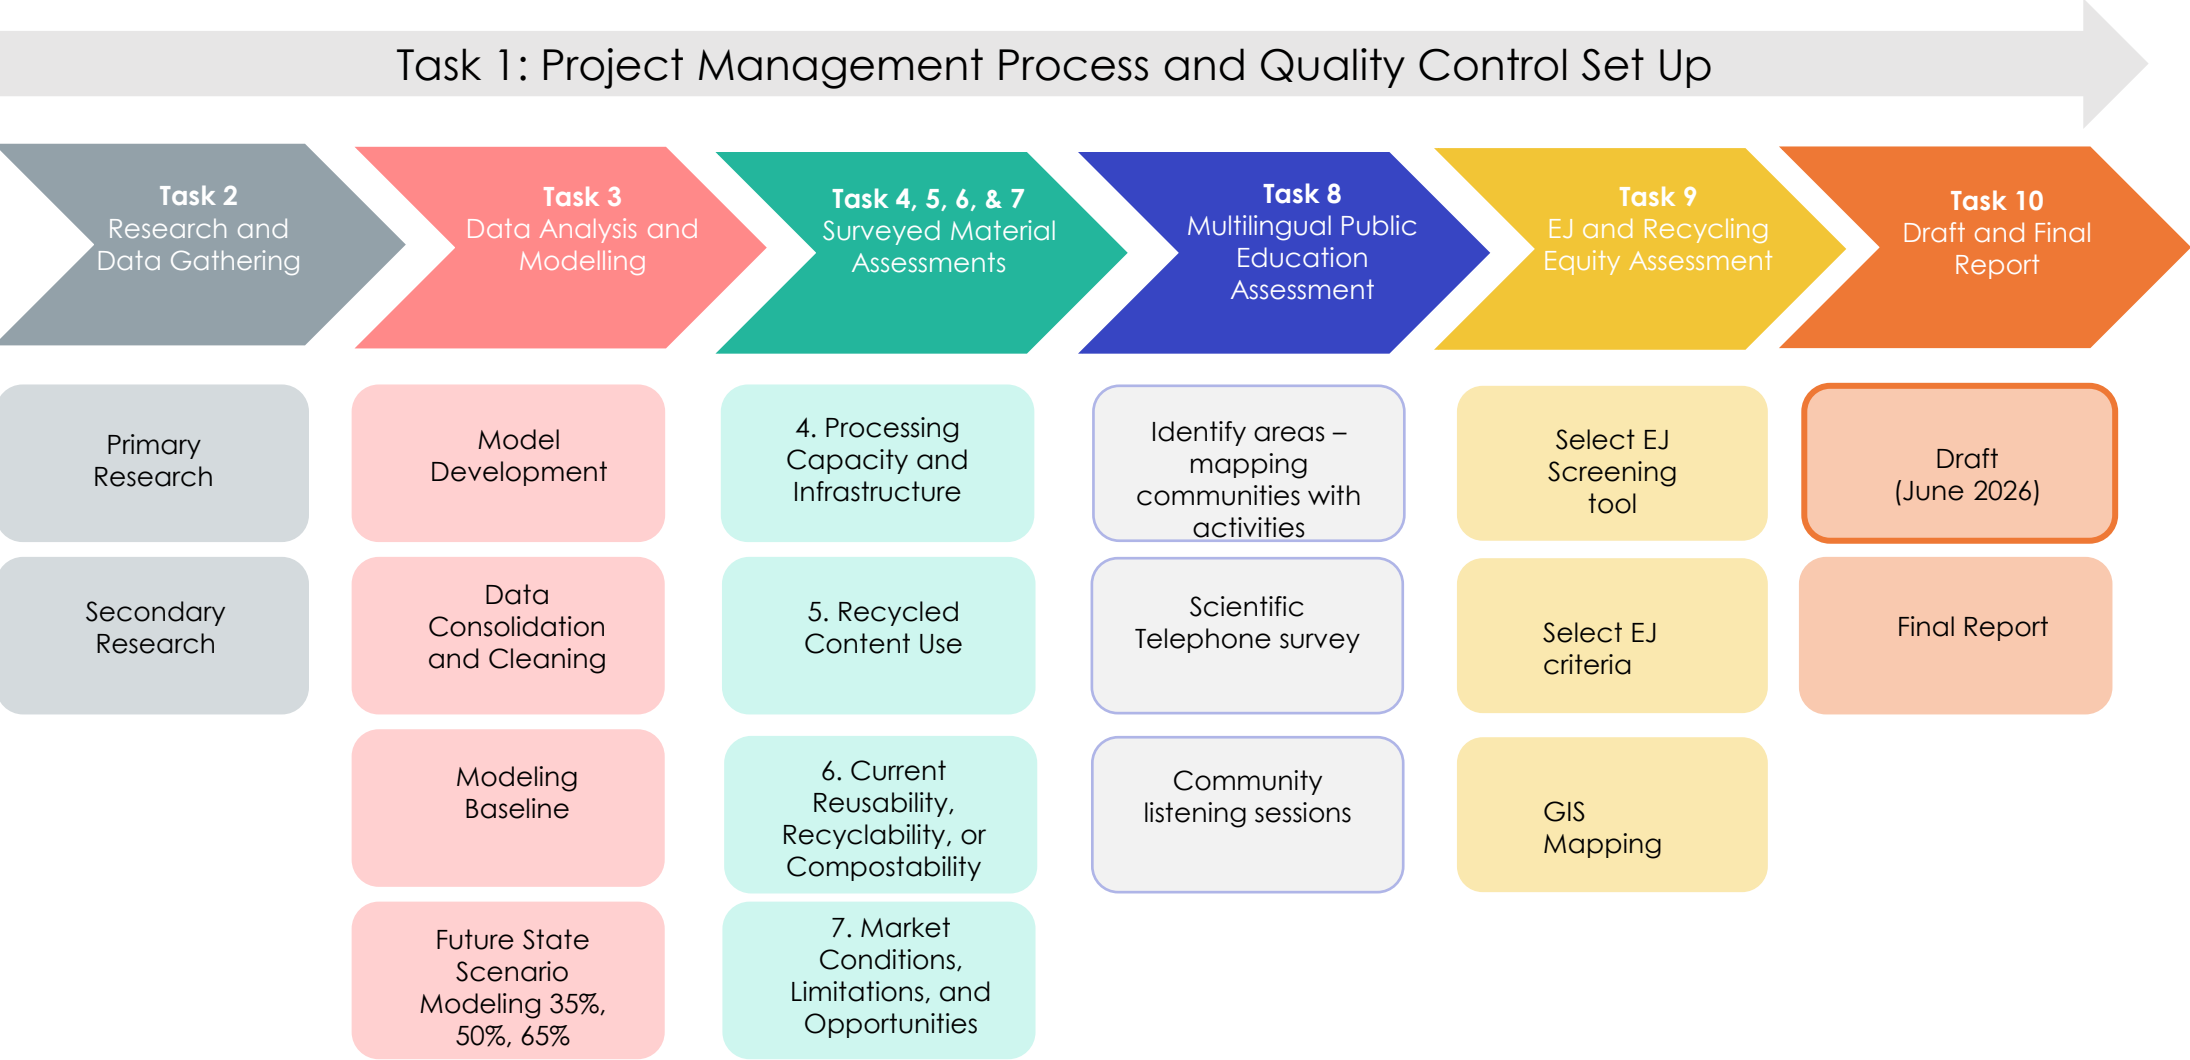 Task 1: Project Management Process and Quality Control Set Up
Task 2
Research and
Data Gathering
Task 3
Data Analysis and
Modelling
Task 4, 5, 6, & 7
Surveyed Material
Assessments
Task 8
Multilingual Public
Education
Assessment
Task 9
EJ and Recycling
Equity Assessment
Task 10
Draft and Final
Report
Primary
Research
Secondary
Research
Model
Development
Data
Consolidation
and Cleaning
Modeling
Baseline
Future State
Scenario
Modeling 35%,
50%, 65%
4. Processing
Capacity and
Infrastructure
5. Recycled
Content Use
6. Current
Reusability,
Recyclability, or
Compostability
7. Market
Conditions,
Limitations, and
Opportunities
Identify areas –
mapping
communities with
activities
Scientific
Telephone survey
Community
listening sessions
Select EJ
Screening
tool
Select EJ
criteria
GIS
Mapping
Draft
(June 2026)
Final Report